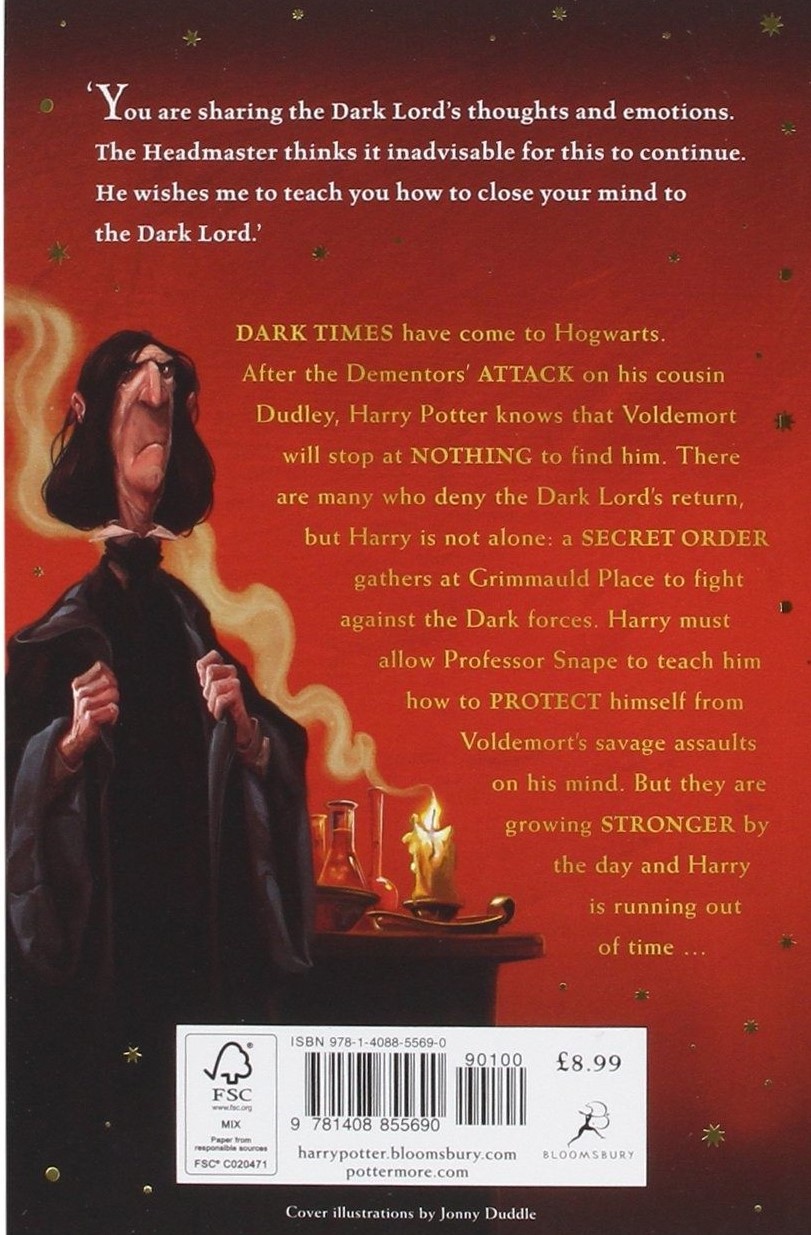 ‘You are sharing the Dark Lord’s thoughts and emotions.
The Headmaster thinks it inadvisable for this to continue.
He wishes me to teach you how to close your mind to
the Dark Lord.’
DARK TIMES have come to Hogwarts.
After the Dementors’ ATTACK on his cousin
Dudley, Harry Potter knows that Voldemort
will stop at NOTHING to find him. There
are many who deny the Dark Lord’s return,
but Harry is not alone: a SECRET ORDER
gathers at Grimmauld Place to fight
against the Dark forces. Harry must
allow Professor Snape to teach him
how to PROTECT himself from
Voldemort’s savage assaults
on his mind. But they are
growing STRONGER by
the day and Harry
is running out
of time ...
FSC
www.fsc.org
MIX
Paper from
responsible sources
FSC® C020471
ISBN 978-1-4088-5569-0
90100
9 781408 855690
harrypotter.bloomsbury.com
pottermore.com
£8.99
BLOOMSBURY
Cover illustrations by Jonny Duddle